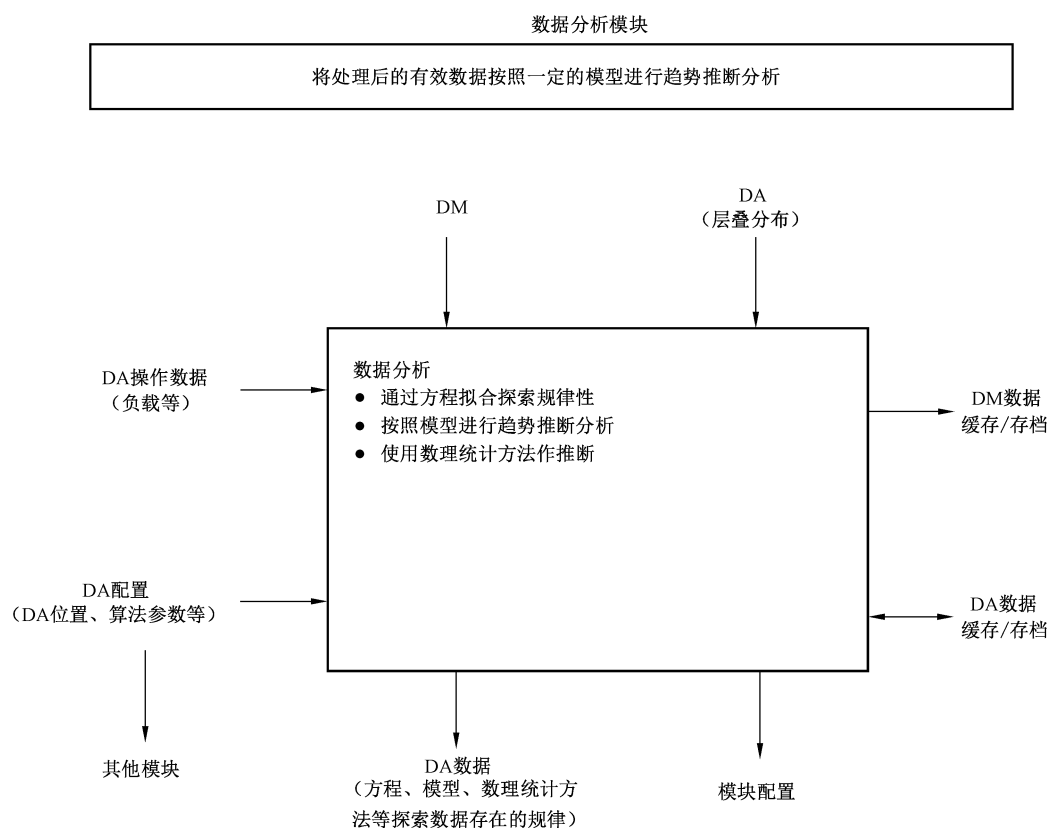 数据分析模块
将处理后的有效数据按照一定的模型进行趋势推断分析
DM
DA
（层叠分布）
DA操作数据
（负载等）
数据分析
● 通过方程拟合探索规律性
● 按照模型进行趋势推断分析
● 使用数理统计方法作推断
DM数据
缓存/存档
DA配置
（DA位置、算法参数等）
DA数据
缓存/存档
其他模块
DA数据
（方程、模型、数理统计方
法等探索数据存在的规律）
模块配置